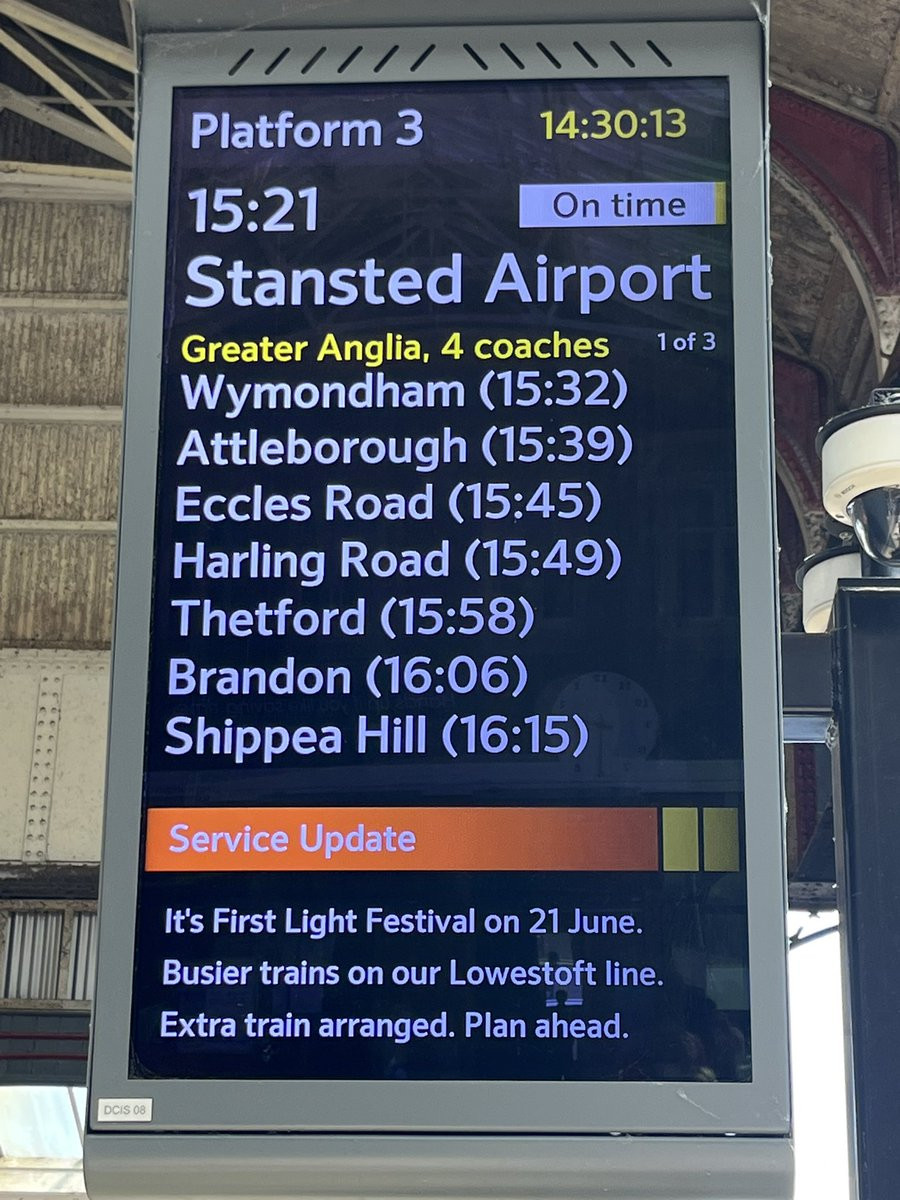 Platform 3 14:30:13
15:21 On time
Stansted Airport
Greater Anglia, 4 coaches 1 of 3
Wymondham (15:32)
Attleborough (15:39)
Eccles Road (15:45)
Harling Road (15:49)
Thetford (15:58)
Brandon (16:06)
Shippea Hill (16:15)
Service Update
It's First Light Festival on 21 June.
Busier trains on our Lowestoft line.
Extra train arranged. Plan ahead.
DCIS 08